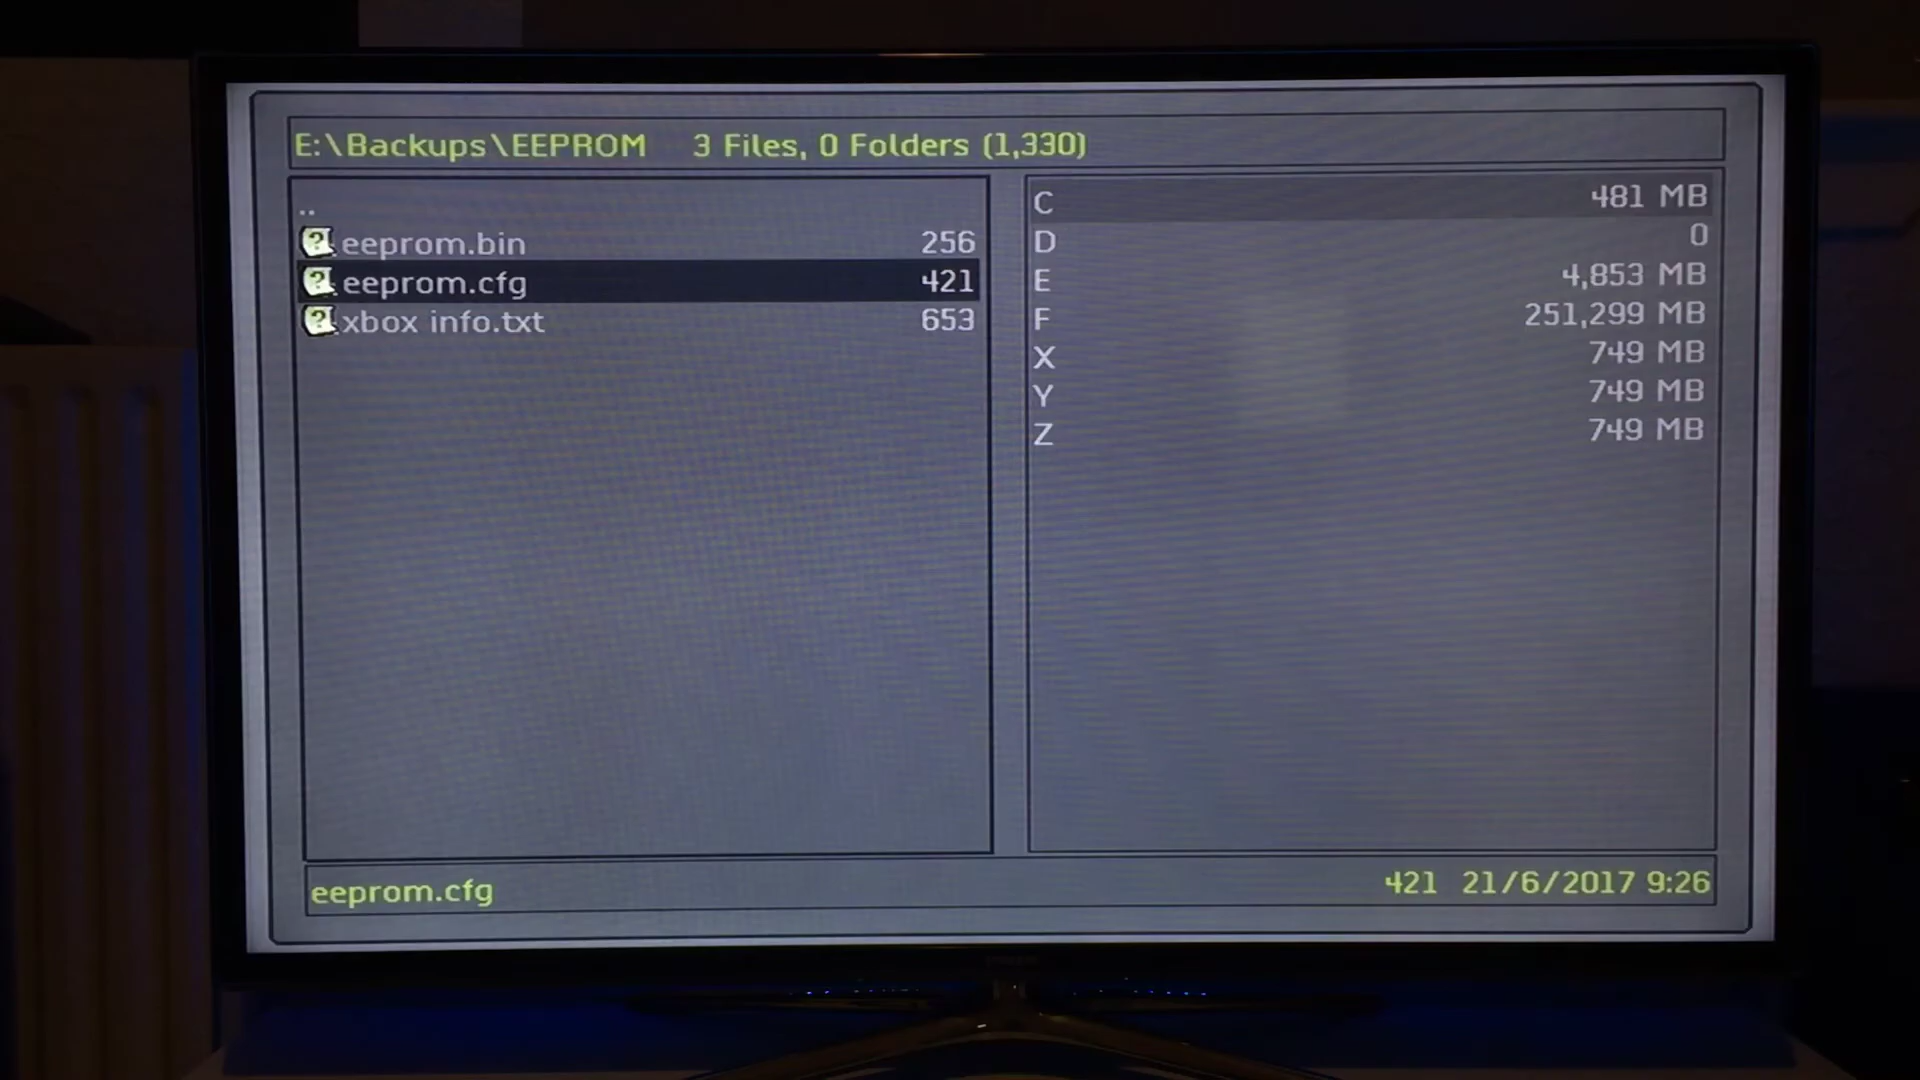 E:\Backups\EEPROM 3 Files, 0 Folders (1,330)
..
eeprom.bin 256
eeprom.cfg 421
xbox info.txt 653
C 481 MB
D 0
E 4,853 MB
F 251,299 MB
X 749 MB
Y 749 MB
Z 749 MB
eeprom.cfg 421 21/6/2017 9:26